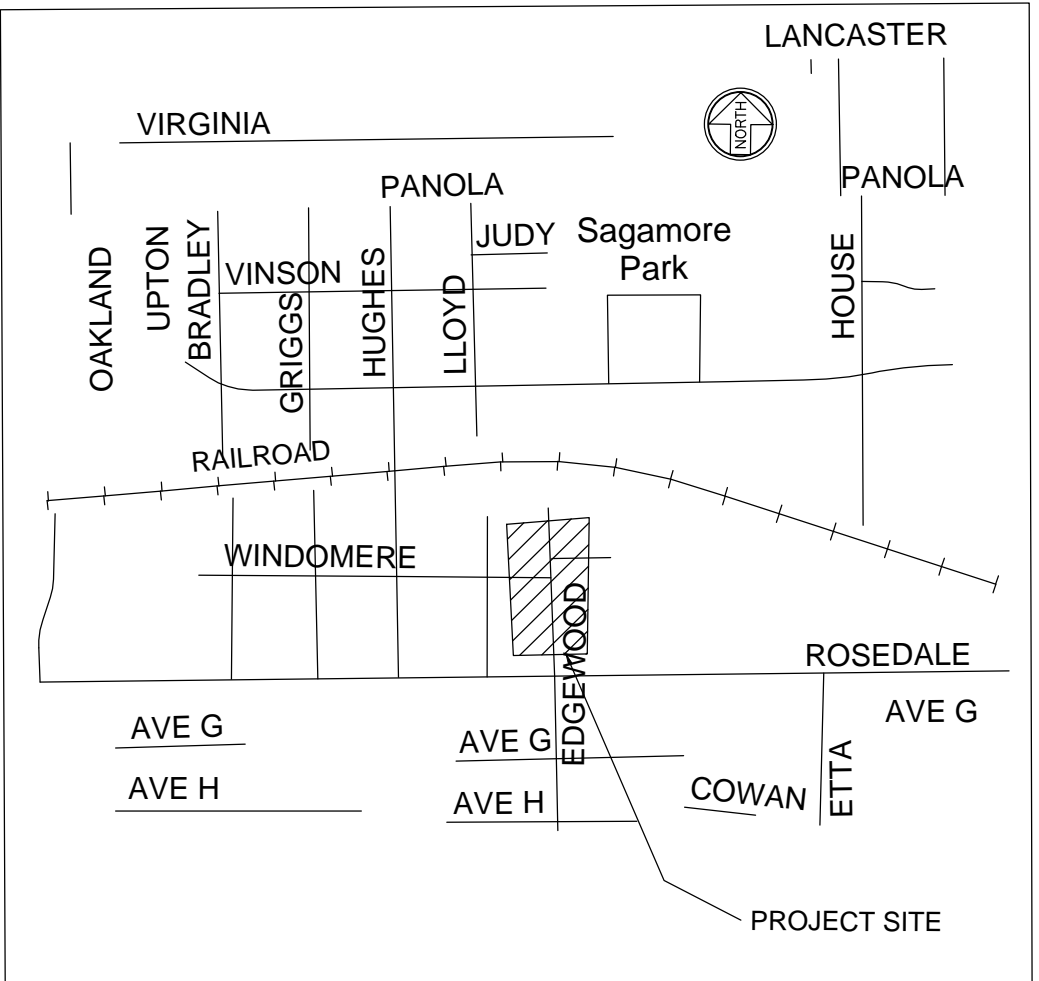 LANCASTER
VIRGINIA
NORTH
PANOLA
PANOLA
JUDY
Sagamore
Park
OAKLAND
UPTON
BRADLEY
VINSON
GRIGGS
HUGHES
LLOYD
HOUSE
RAILROAD
WINDOMERE
EDGEWOOD
ROSEDALE
AVE G
AVE G
AVE G
AVE H
AVE H
COWAN
ETTA
PROJECT SITE